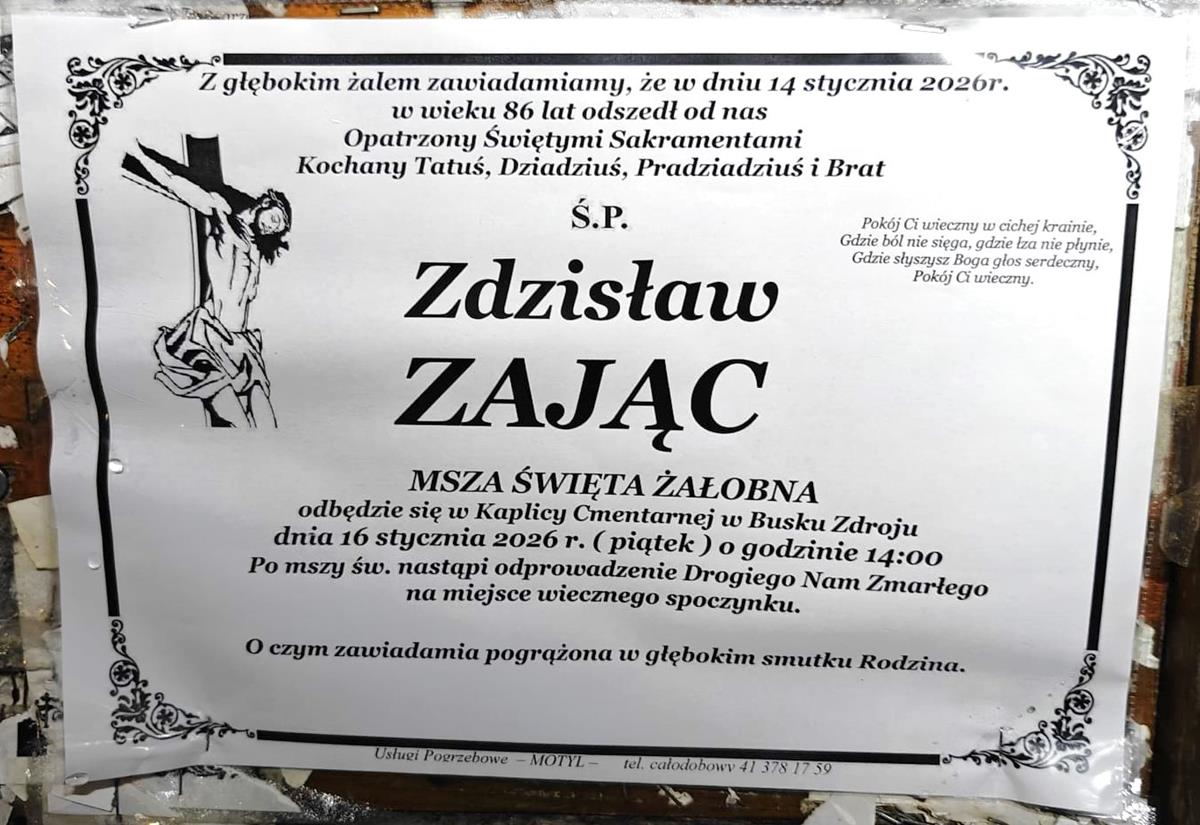 Z głębokim żalem zawiadamiamy, że w dniu 14 stycznia 2026r.
w wieku 86 lat odszedł od nas
Opatrzony Świętymi Sakramentami
Kochany Tatuś, Dziadziuś, Pradziadziuś i Brat
Ś.P.
Pokój Ci wieczny w cichej krainie,
Gdzie ból nie sięga, gdzie łza nie płynie,
Gdzie słyszysz Boga głos serdeczny,
Pokój Ci wieczny.
Zdzisław
ZAJĄC
MSZA ŚWIĘTA ŻAŁOBNA
odbędzie się w Kaplicy Cmentarnej w Busku Zdroju
dnia 16 stycznia 2026 r. ( piątek ) o godzinie 14:00
Po mszy św. nastąpi odprowadzenie Drogiego Nam Zmarłego
na miejsce wiecznego spoczynku.
O czym zawiadamia pogrążona w głębokim smutku Rodzina.
Usługi Pogrzebowe – MOTYL – tel. całodobowy 41 378 17 59